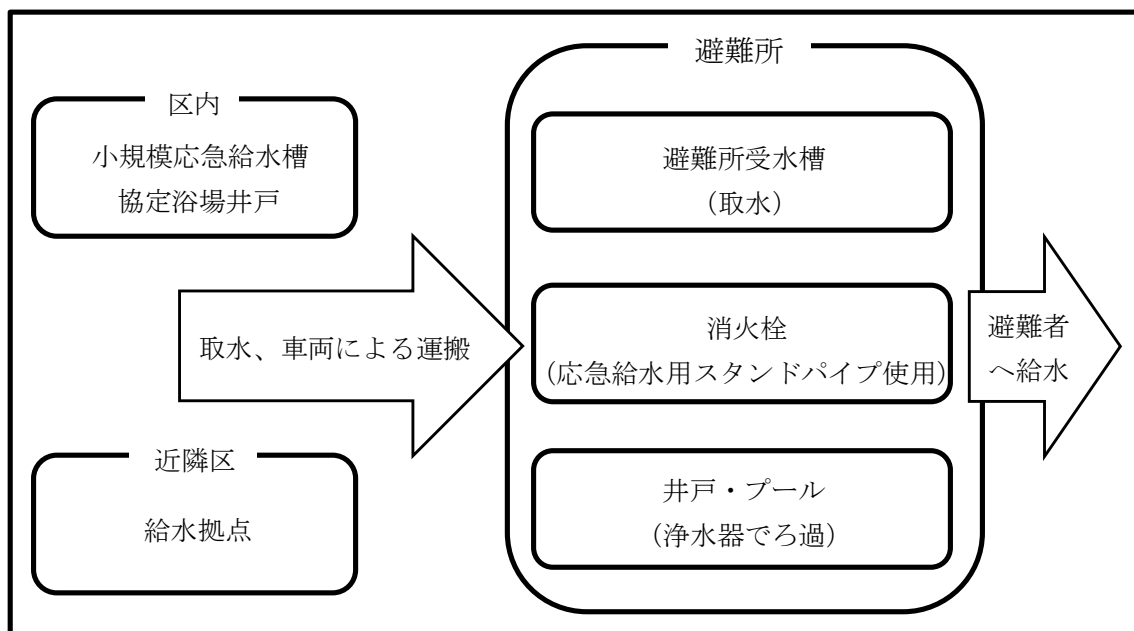 区内
小規模応急給水槽
協定浴場井戸
取水、車両による運搬
近隣区
給水拠点
避難所
避難所受水槽
（取水）
消火栓
（応急給水用スタンドパイプ使用）
井戸・プール
（浄水器でろ過）
避難者
へ給水